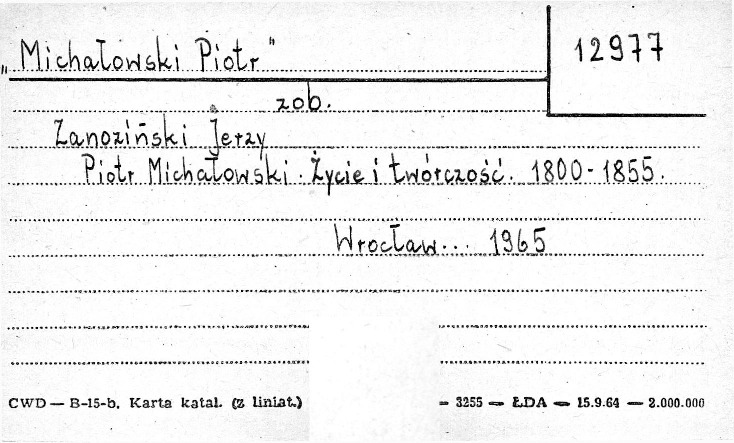 „Michałowski Piotr"
12977
zob.
Zanoziński Jerzy
Piotr Michałowski. Życie i twórczość. 1800-1855.
Wrocław... 1965
CWD — B-15-b. Karta katal. (z liniat.) - 3255 — ŁDA — 15.9.64 — 2.000.000